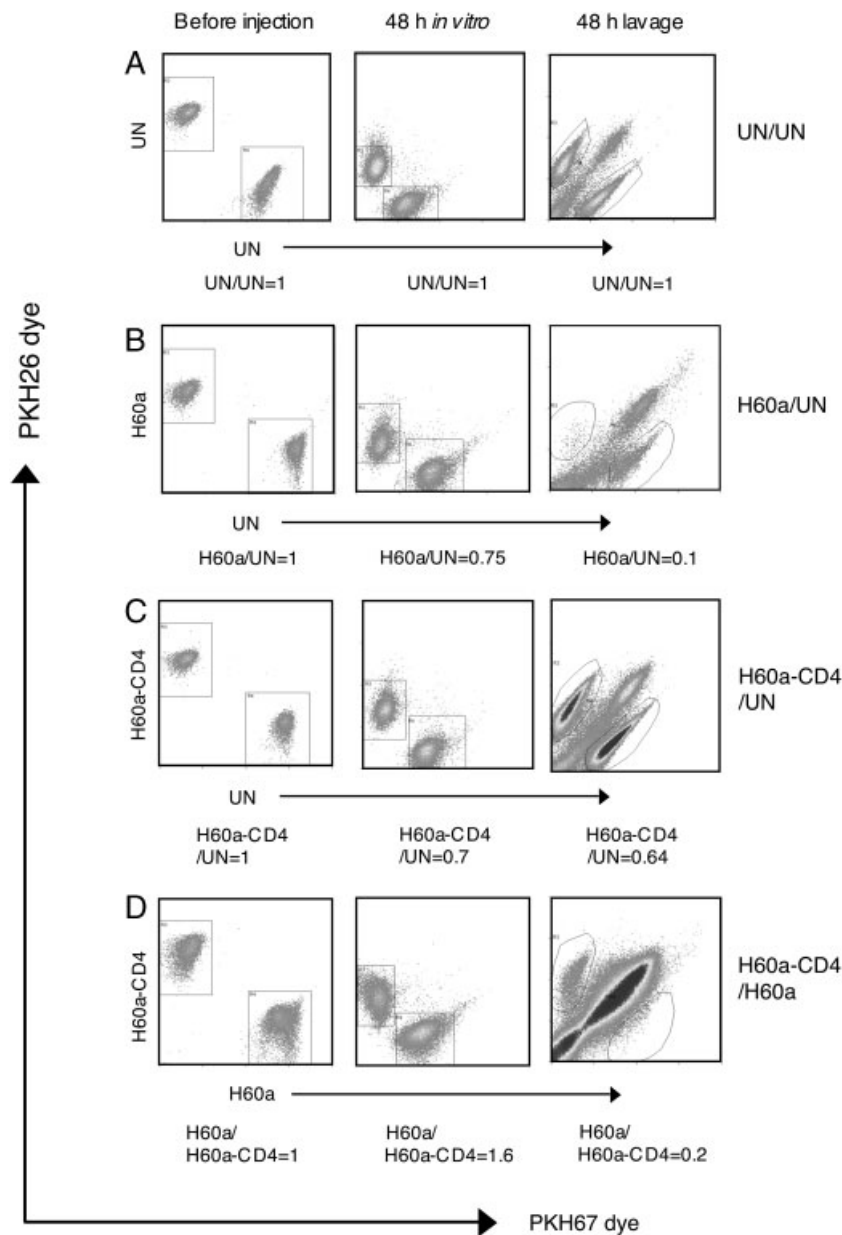 Before injection
48 h in vitro
48 h lavage
A
UN
UN/UN
UN
UN/UN=1
UN/UN=1
UN/UN=1
PKH26 dye
B
H60a
H60a/UN
UN
H60a/UN=1
H60a/UN=0.75
H60a/UN=0.1
C
H60a-CD4
H60a-CD4
/UN
UN
H60a-CD4
/UN=1
H60a-CD4
/UN=0.7
H60a-CD4
/UN=0.64
D
H60a-CD4
H60a-CD4
/H60a
H60a
H60a/
H60a-CD4=1
H60a/
H60a-CD4=1.6
H60a/
H60a-CD4=0.2
PKH67 dye